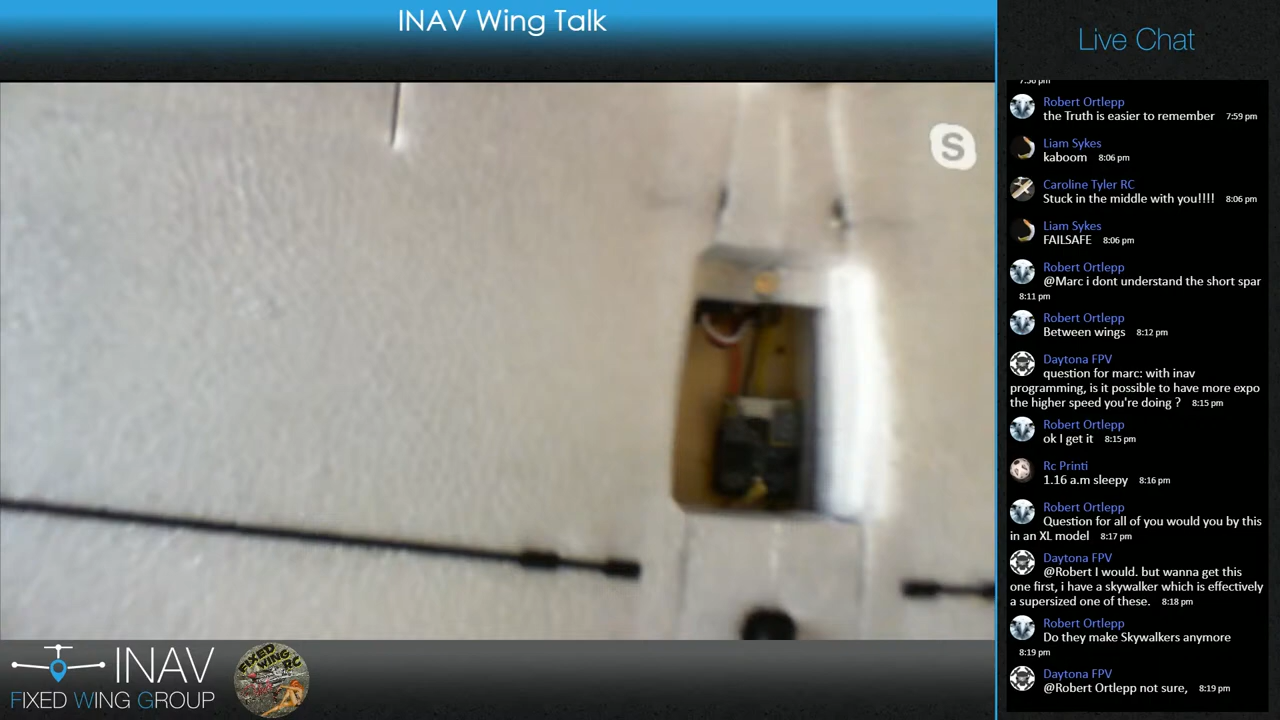 INAV Wing Talk
Live Chat
Robert Ortlepp
the Truth is easier to remember 7:59 pm
Liam Sykes
kaboom 8:06 pm
Caroline Tyler RC
Stuck in the middle with you!!!! 8:06 pm
Liam Sykes
FAILSAFE 8:06 pm
Robert Ortlepp
@Marc i dont understand the short spar
8:11 pm
Robert Ortlepp
Between wings 8:12 pm
Daytona FPV
question for marc: with inav
programming, is it possible to have more expo
the higher speed you're doing ? 8:15 pm
Robert Ortlepp
ok I get it 8:15 pm
Rc Printi
1.16 a.m sleepy 8:16 pm
Robert Ortlepp
Question for all of you would you by this
in an XL model 8:17 pm
Daytona FPV
@Robert I would. but wanna get this
one first, i have a skywalker which is effectively
a supersized one of these. 8:18 pm
Robert Ortlepp
Do they make Skywalkers anymore
8:19 pm
Daytona FPV
@Robert Ortlepp not sure, 8:19 pm
S
INAV
FIXED WING GROUP
FIXED
WING RC